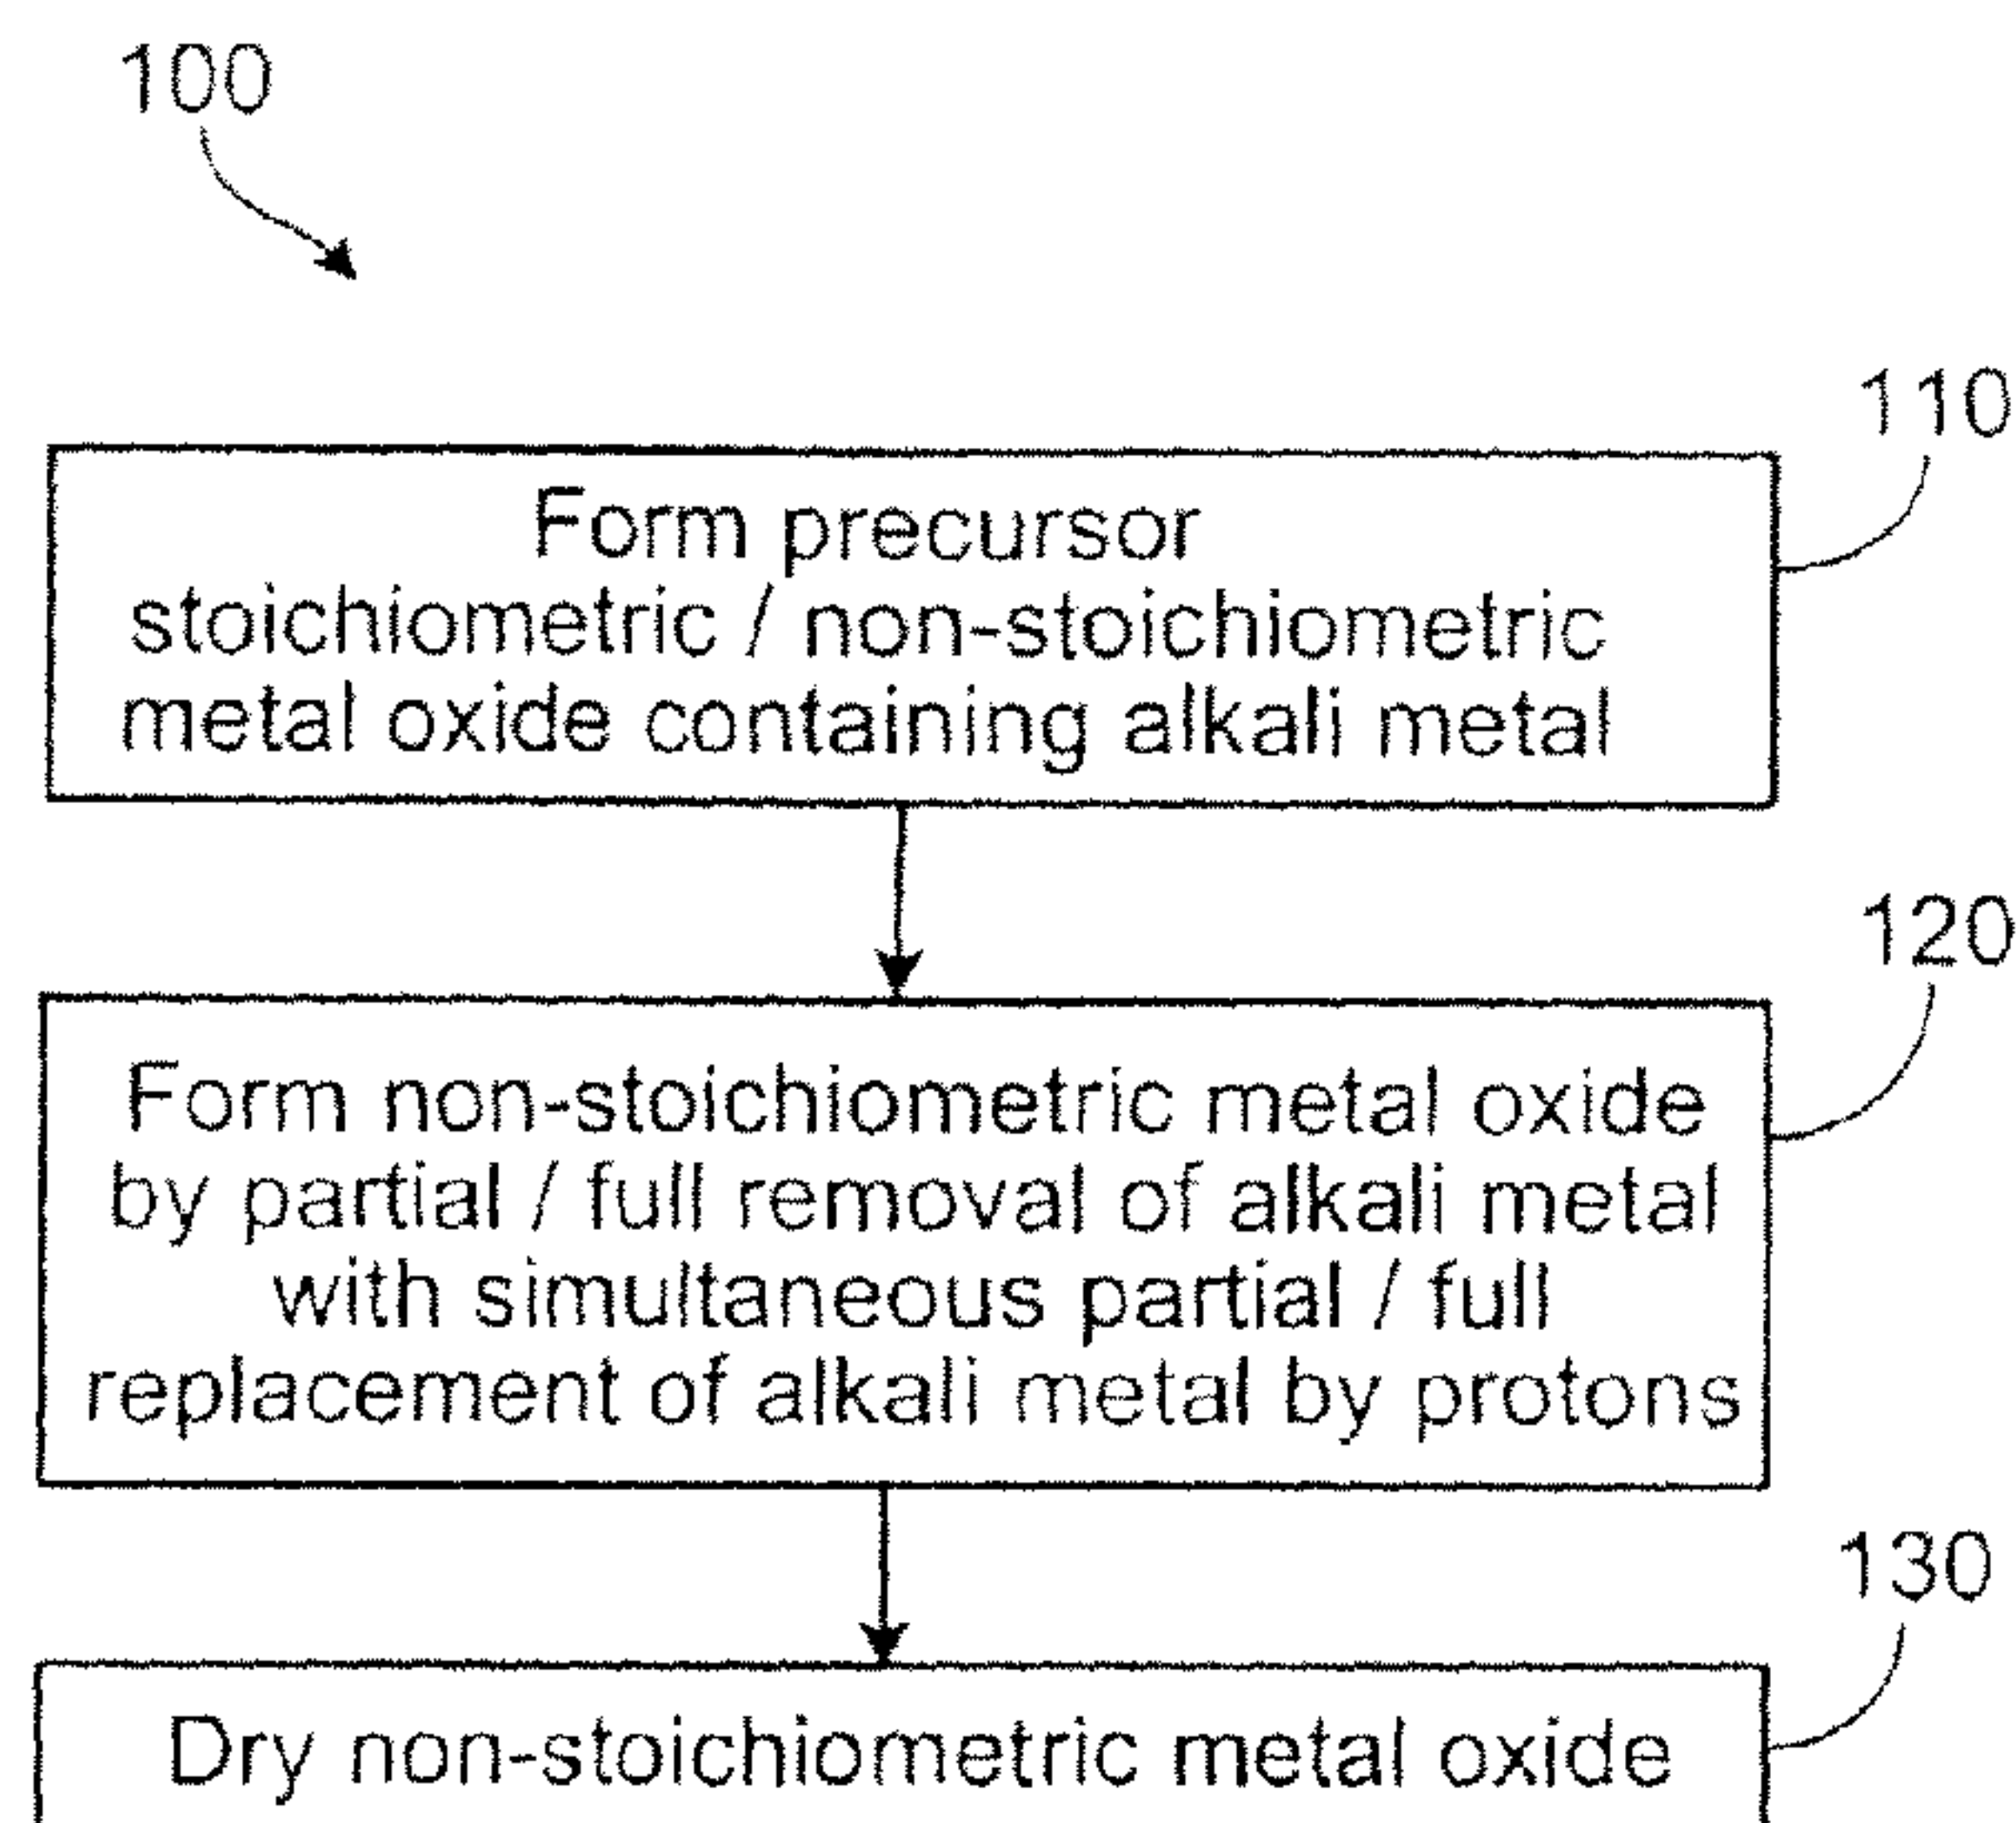 100
110
Form precursor
stoichiometric / non-stoichiometric
metal oxide containing alkali metal
120
Form non-stoichiometric metal oxide
by partial / full removal of alkali metal
with simultaneous partial / full
replacement of alkali metal by protons
130
Dry non-stoichiometric metal oxide